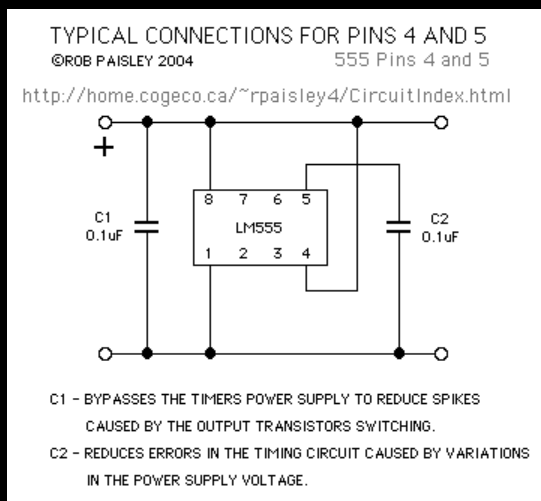 TYPICAL CONNECTIONS FOR PINS 4 AND 5
©ROB PAISLEY 2004 555 Pins 4 and 5
http://home.cogeco.ca/~rpaisley4/CircuitIndex.html
+
8 7 6 5
C1
0.1uF
LM555
C2
0.1uF
1 2 3 4
C1 - BYPASSES THE TIMERS POWER SUPPLY TO REDUCE SPIKES
CAUSED BY THE OUTPUT TRANSISTORS SWITCHING.
C2 - REDUCES ERRORS IN THE TIMING CIRCUIT CAUSED BY VARIATIONS
IN THE POWER SUPPLY VOLTAGE.